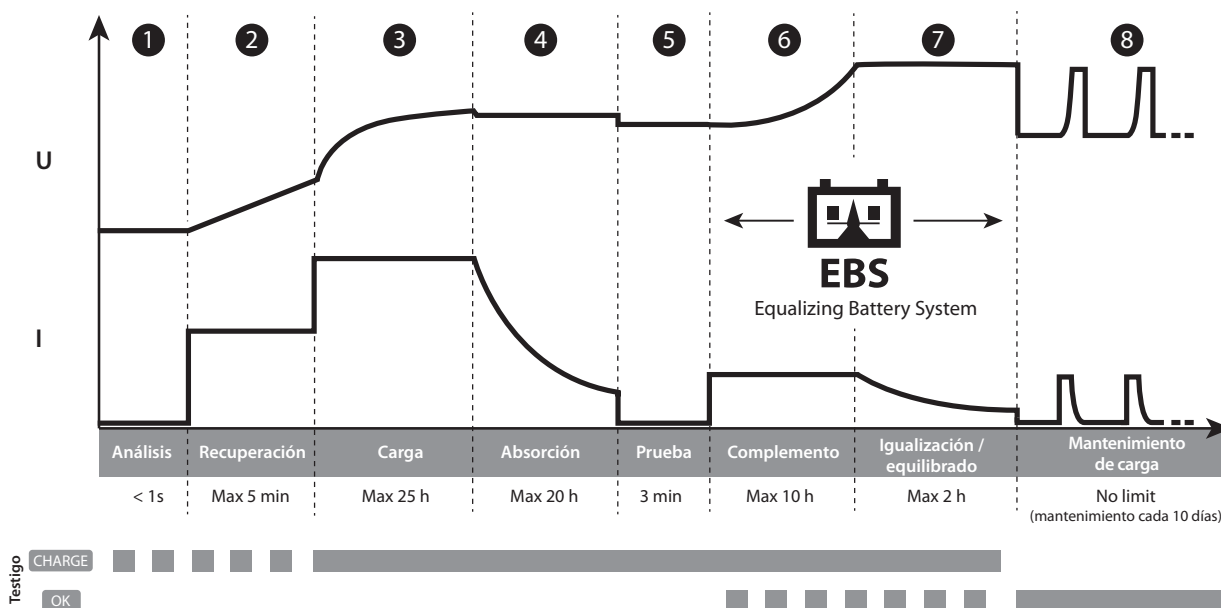 1 2 3 4 5 6 7 8
U
EBS
Equalizing Battery System
I
Análisis Recuperación Carga Absorción Prueba Complemento Igualización / equilibrado Mantenimiento de carga
< 1s Max 5 min Max 25 h Max 20 h 3 min Max 10 h Max 2 h No limit
(mantenimiento cada 10 días)
Testigo
CHARGE
OK